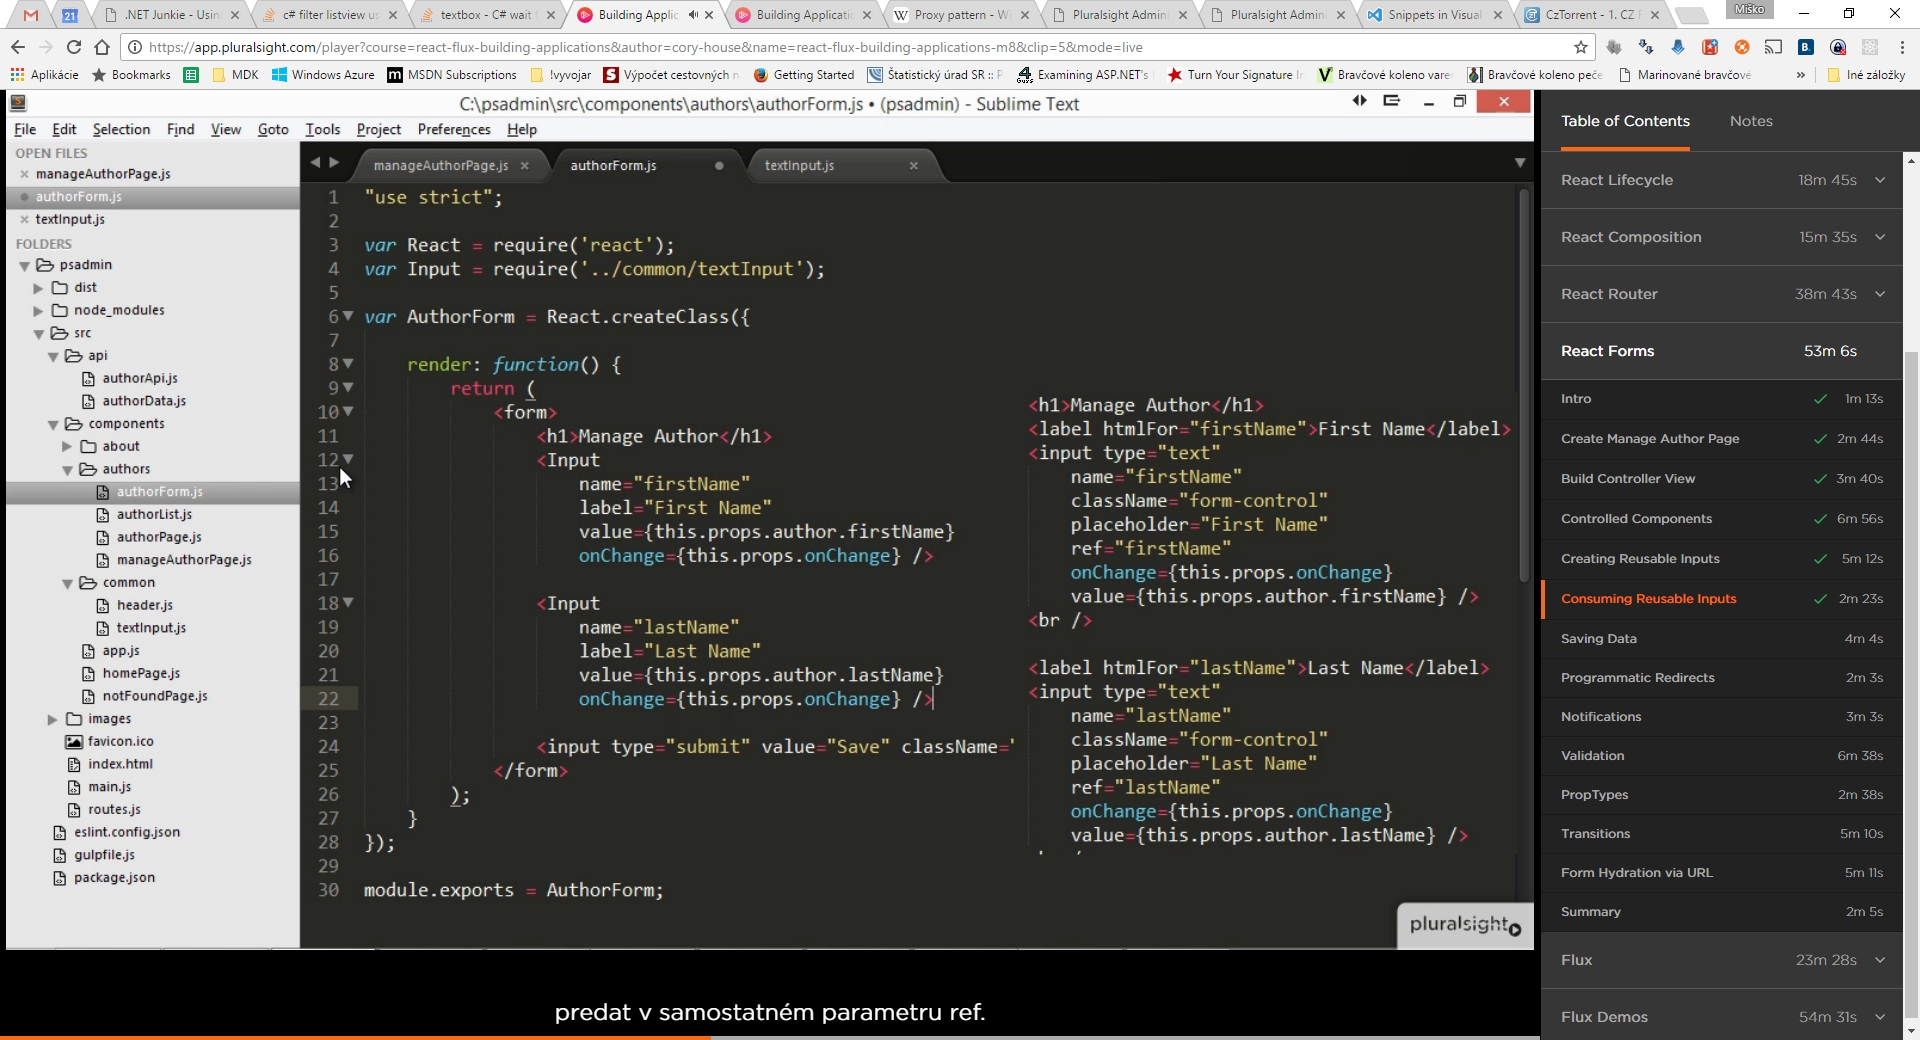 .NET Junkie - Usin
c# filter listview us
textbox - C# wait
Building Applic
Building Applicatio
Proxy pattern - W
Pluralsight Admin
Pluralsight Admin
Snippets in Visual
CzTorrent - 1. CZ
Miško
https://app.pluralsight.com/player?course=react-flux-building-applications&author=cory-house&name=react-flux-building-applications-m8&clip=5&mode=live
Aplikácie
Bookmarks
MDK
Windows Azure
MSDN Subscriptions
!vyvojar
Výpočet cestovných n
Getting Started
Štatistický úrad SR :: P
Examining ASP.NET's
Turn Your Signature I
Bravčové koleno vare
Bravčové koleno peče
Marinované bravčové
»
Iné záložky
C:\psadmin\src\components\authors\authorForm.js • (psadmin) - Sublime Text
File Edit Selection Find View Goto Tools Project Preferences Help
OPEN FILES
manageAuthorPage.js
authorForm.js
textInput.js
FOLDERS
psadmin
dist
node_modules
src
api
authorApi.js
authorData.js
components
about
authors
authorForm.js
authorList.js
authorPage.js
manageAuthorPage.js
common
header.js
textInput.js
app.js
homePage.js
notFoundPage.js
images
favicon.ico
index.html
main.js
routes.js
eslint.config.json
gulpfile.js
package.json
manageAuthorPage.js
authorForm.js
textInput.js
1 "use strict";
2
3 var React = require('react');
4 var Input = require('../common/textInput');
5
6 var AuthorForm = React.createClass({
7
8 render: function() {
9 return (
10 <form>
11 <h1>Manage Author</h1>
12 <Input
13 name="firstName"
14 label="First Name"
15 value={this.props.author.firstName}
16 onChange={this.props.onChange} />
17
18 <Input
19 name="lastName"
20 label="Last Name"
21 value={this.props.author.lastName}
22 onChange={this.props.onChange} />
23
24 <input type="submit" value="Save" className='
25 </form>
26 );
27 }
28 });
29
30 module.exports = AuthorForm;
<h1>Manage Author</h1>
<label htmlFor="firstName">First Name</label>
<input type="text"
name="firstName"
className="form-control"
placeholder="First Name"
ref="firstName"
onChange={this.props.onChange}
value={this.props.author.firstName} />
<br />
<label htmlFor="lastName">Last Name</label>
<input type="text"
name="lastName"
className="form-control"
placeholder="Last Name"
ref="lastName"
onChange={this.props.onChange}
value={this.props.author.lastName} />
pluralsight
predat v samostatném parametru ref.
Table of Contents
Notes
React Lifecycle 18m 45s
React Composition 15m 35s
React Router 38m 43s
React Forms 53m 6s
Intro 1m 13s
Create Manage Author Page 2m 44s
Build Controller View 3m 40s
Controlled Components 6m 56s
Creating Reusable Inputs 5m 12s
Consuming Reusable Inputs 2m 23s
Saving Data 4m 4s
Programmatic Redirects 2m 3s
Notifications 3m 3s
Validation 6m 38s
PropTypes 2m 38s
Transitions 5m 10s
Form Hydration via URL 5m 11s
Summary 2m 5s
Flux 23m 28s
Flux Demos 54m 31s